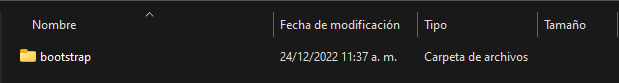 Nombre Fecha de modificación Tipo Tamaño
bootstrap 24/12/2022 11:37 a. m. Carpeta de archivos